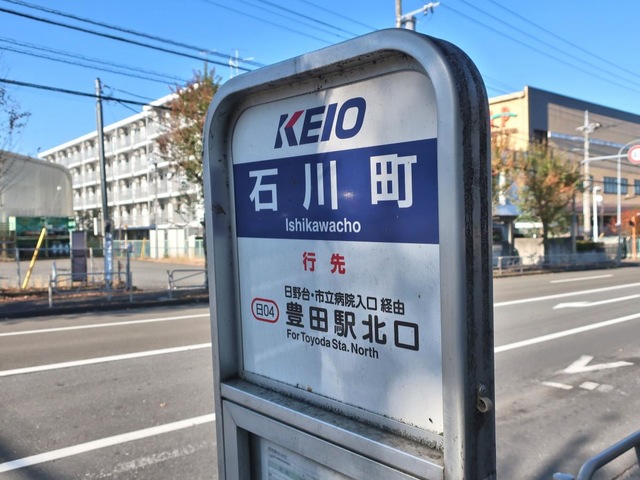 KEIO
石川町
Ishikawacho
行先
日野台・市立病院入口 経由
日04
豊田駅北口
For Toyoda Sta. North